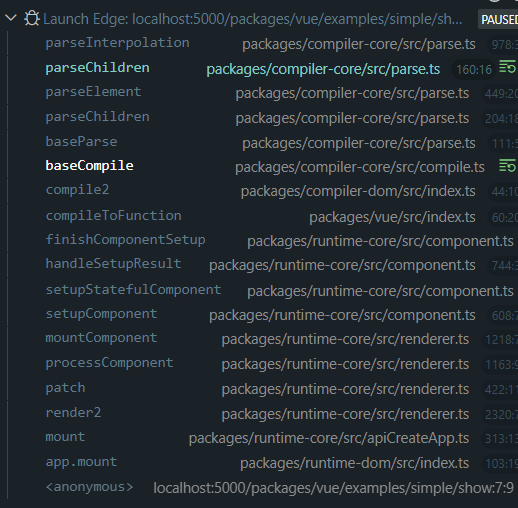 Launch Edge: localhost:5000/packages/vue/examples/simple/sh... PAUSED
parseInterpolation packages/compiler-core/src/parse.ts 978:
parseChildren packages/compiler-core/src/parse.ts 160:16
parseElement packages/compiler-core/src/parse.ts 449:20
parseChildren packages/compiler-core/src/parse.ts 204:18
baseParse packages/compiler-core/src/parse.ts 111:
baseCompile packages/compiler-core/src/compile.ts
compile2 packages/compiler-dom/src/index.ts 44:10
compileToFunction packages/vue/src/index.ts 60:20
finishComponentSetup packages/runtime-core/src/component.ts
handleSetupResult packages/runtime-core/src/component.ts 744:
setupStatefulComponent packages/runtime-core/src/component.ts
setupComponent packages/runtime-core/src/component.ts 608:7
mountComponent packages/runtime-core/src/renderer.ts 1218:7
processComponent packages/runtime-core/src/renderer.ts 1163:9
patch packages/runtime-core/src/renderer.ts 422:11
render2 packages/runtime-core/src/renderer.ts 2320:7
mount packages/runtime-core/src/apiCreateApp.ts 313:13
app.mount packages/runtime-dom/src/index.ts 103:19
<anonymous> localhost:5000/packages/vue/examples/simple/show:7:9